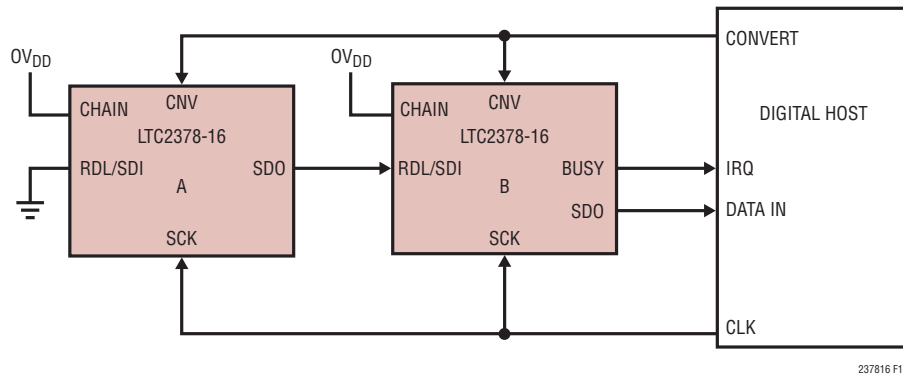 CONVERT
OVDD
OVDD
CHAIN
CNV
CHAIN
CNV
DIGITAL HOST
LTC2378-16
LTC2378-16
RDL/SDI
SDO
RDL/SDI
BUSY
IRQ
A
B
SDO
DATA IN
SCK
SCK
CLK
237816 F1